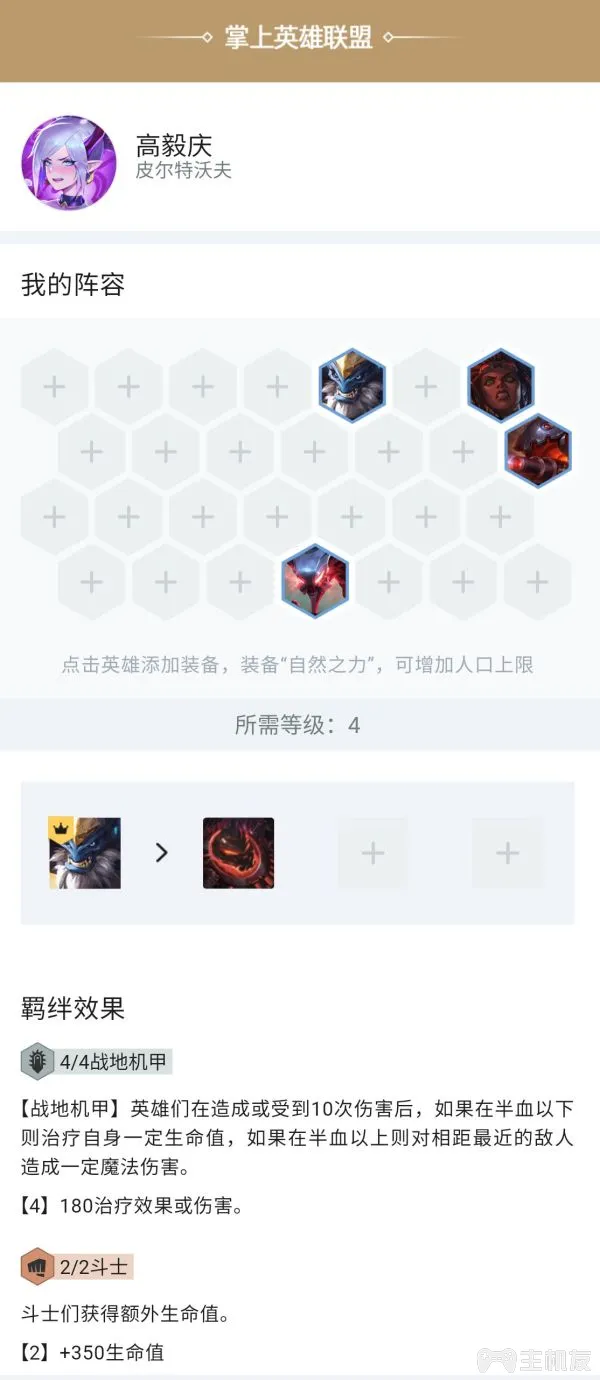 掌上英雄联盟
高毅庆
皮尔特沃夫
我的阵容
点击英雄添加装备，装备“自然之力”，可增加人口上限
所需等级：4
羁绊效果
4/4战地机甲
【战地机甲】英雄们在造成或受到10次伤害后，如果在半血以下
则治疗自身一定生命值，如果在半血以上则对相距最近的敌人
造成一定魔法伤害。
【4】180治疗效果或伤害。
2/2斗士
斗士们获得额外生命值。
【2】+350生命值
主机友